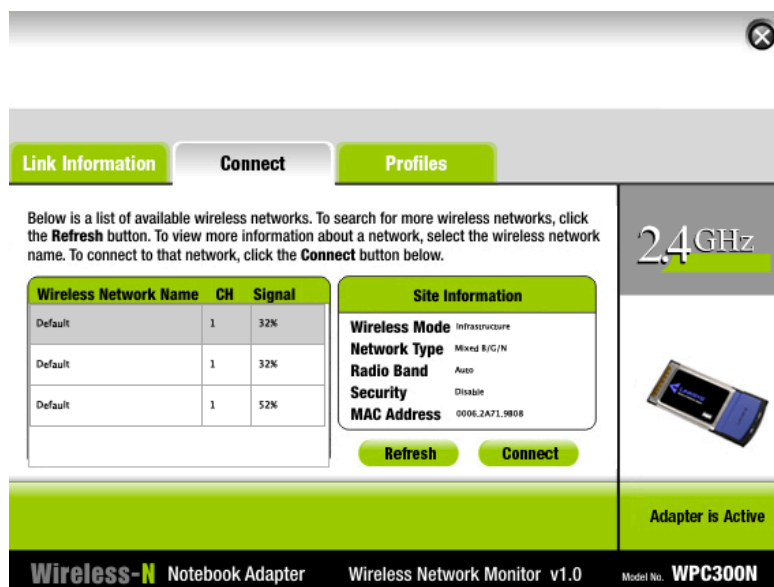 Link Information
Connect
Profiles
Below is a list of available wireless networks. To search for more wireless networks, click
the Refresh button. To view more information about a network, select the wireless network
name. To connect to that network, click the Connect button below.
2.4GHz
Wireless Network Name CH Signal
Default 1 32%
Default 1 32%
Default 1 52%
Site Information
Wireless Mode Infrastructure
Network Type Mixed B/G/N
Radio Band Auto
Security Disable
MAC Address 0006.2A71.9808
Refresh
Connect
Adapter is Active
Wireless-N Notebook Adapter Wireless Network Monitor v1.0 Model No. WPC300N